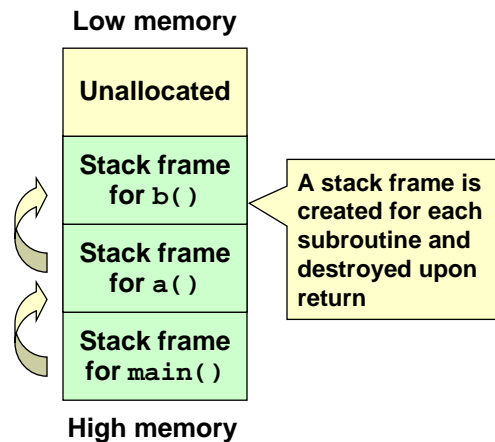 Low memory
Unallocated
Stack frame
for b()
A stack frame is
created for each
subroutine and
destroyed upon
return
Stack frame
for a()
Stack frame
for main()
High memory